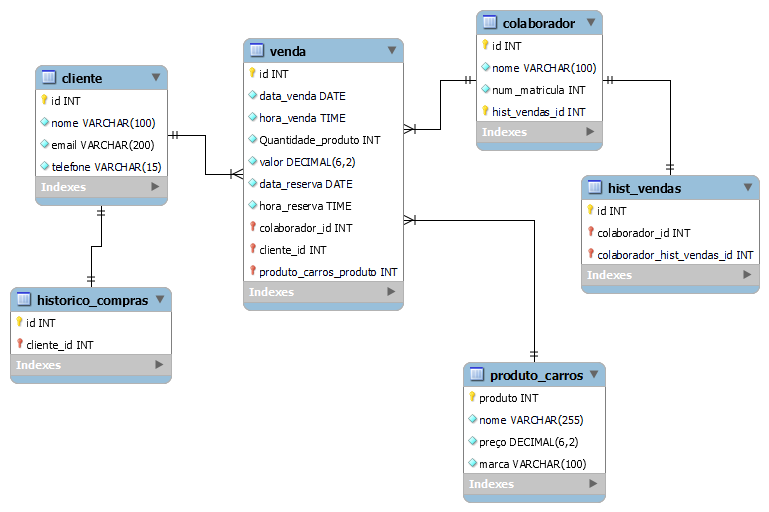 cliente
id INT
nome VARCHAR(100)
email VARCHAR(200)
telefone VARCHAR(15)
Indexes
historico_compras
id INT
cliente_id INT
Indexes
venda
id INT
data_venda DATE
hora_venda TIME
Quantidade_produto INT
valor DECIMAL(6,2)
data_reserva DATE
hora_reserva TIME
colaborador_id INT
cliente_id INT
produto_carros_produto INT
Indexes
colaborador
id INT
nome VARCHAR(100)
num_matricula INT
hist_vendas_id INT
Indexes
hist_vendas
id INT
colaborador_id INT
colaborador_hist_vendas_id INT
Indexes
produto_carros
produto INT
nome VARCHAR(255)
preço DECIMAL(6,2)
marca VARCHAR(100)
Indexes